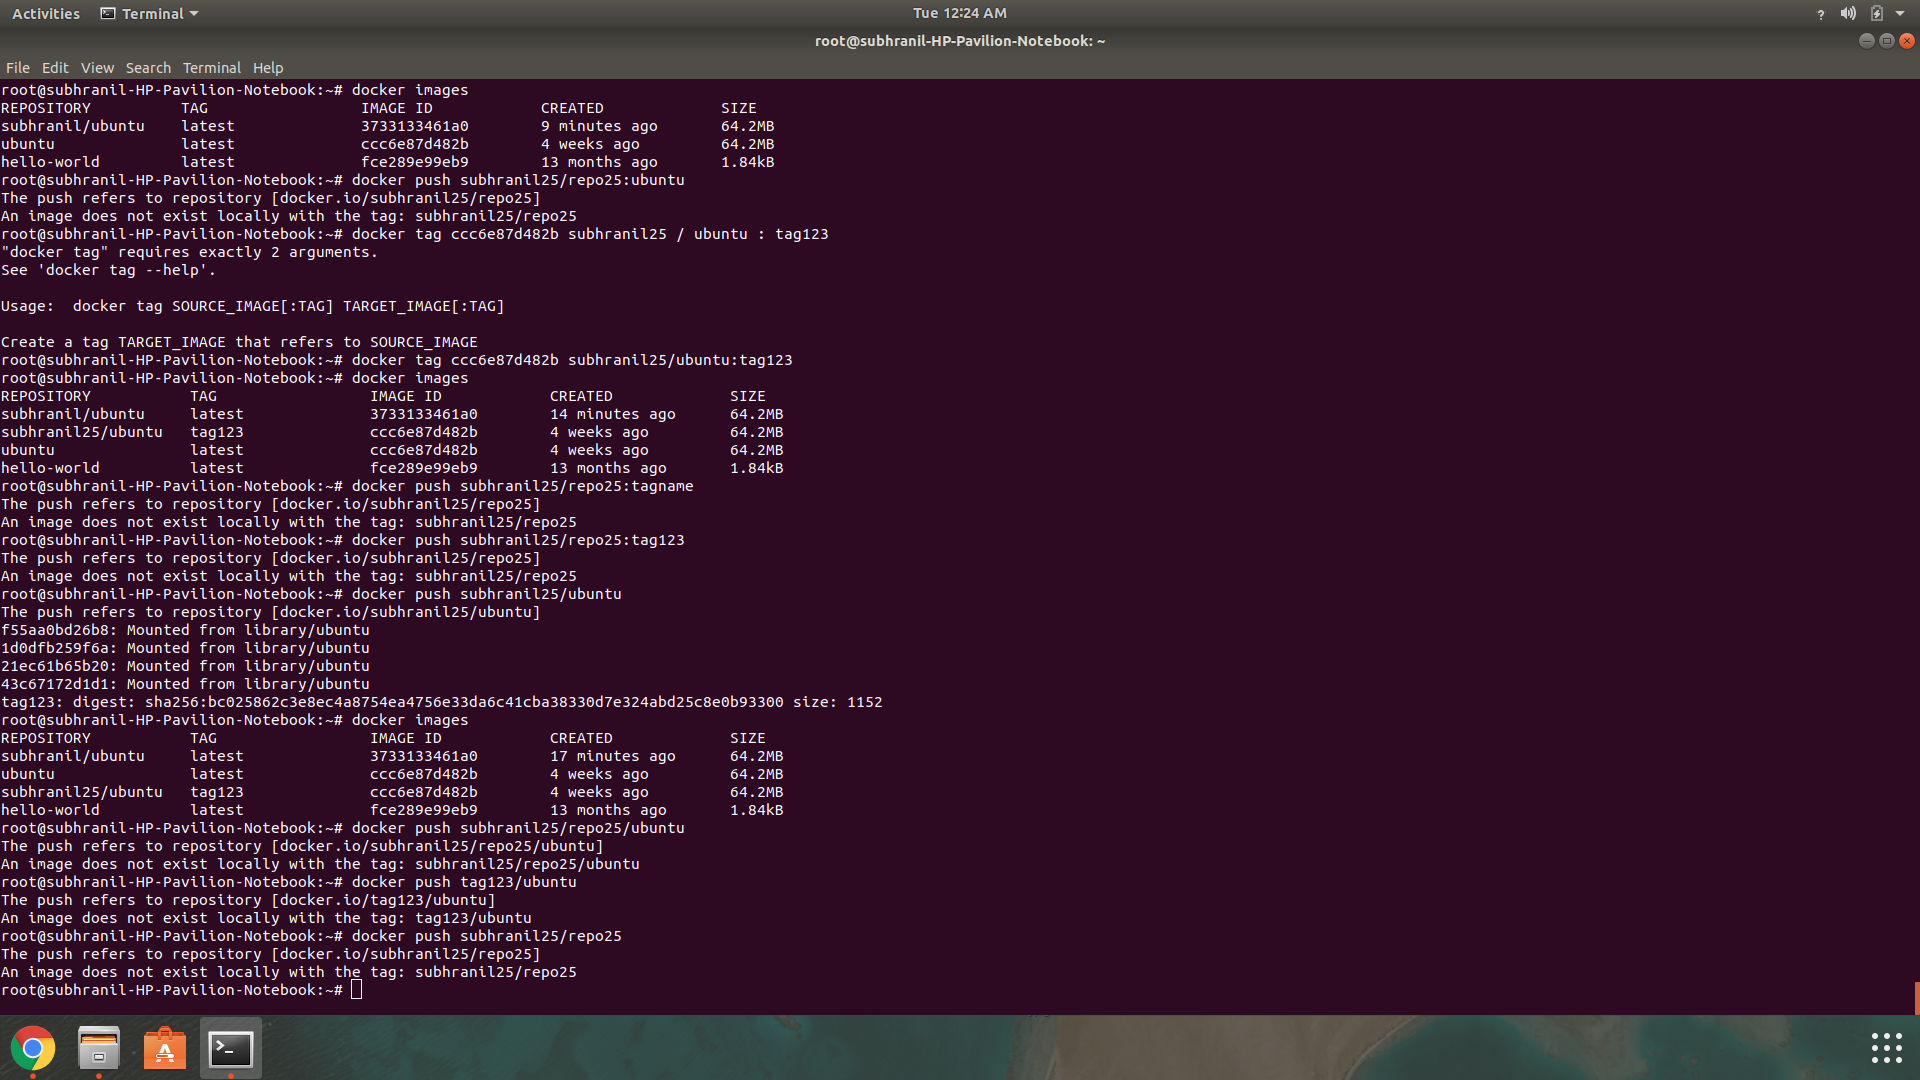 Activities Terminal Tue 12:24 AM ?
root@subhranil-HP-Pavilion-Notebook: ~
File Edit View Search Terminal Help
root@subhranil-HP-Pavilion-Notebook:~# docker images
REPOSITORY TAG IMAGE ID CREATED SIZE
subhranil/ubuntu latest 3733133461a0 9 minutes ago 64.2MB
ubuntu latest ccc6e87d482b 4 weeks ago 64.2MB
hello-world latest fce289e99eb9 13 months ago 1.84kB
root@subhranil-HP-Pavilion-Notebook:~# docker push subhranil25/repo25:ubuntu
The push refers to repository [docker.io/subhranil25/repo25]
An image does not exist locally with the tag: subhranil25/repo25
root@subhranil-HP-Pavilion-Notebook:~# docker tag ccc6e87d482b subhranil25 / ubuntu : tag123
"docker tag" requires exactly 2 arguments.
See 'docker tag --help'.

Usage:  docker tag SOURCE_IMAGE[:TAG] TARGET_IMAGE[:TAG]

Create a tag TARGET_IMAGE that refers to SOURCE_IMAGE
root@subhranil-HP-Pavilion-Notebook:~# docker tag ccc6e87d482b subhranil25/ubuntu:tag123
root@subhranil-HP-Pavilion-Notebook:~# docker images
REPOSITORY TAG IMAGE ID CREATED SIZE
subhranil/ubuntu latest 3733133461a0 14 minutes ago 64.2MB
subhranil25/ubuntu tag123 ccc6e87d482b 4 weeks ago 64.2MB
ubuntu latest ccc6e87d482b 4 weeks ago 64.2MB
hello-world latest fce289e99eb9 13 months ago 1.84kB
root@subhranil-HP-Pavilion-Notebook:~# docker push subhranil25/repo25:tagname
The push refers to repository [docker.io/subhranil25/repo25]
An image does not exist locally with the tag: subhranil25/repo25
root@subhranil-HP-Pavilion-Notebook:~# docker push subhranil25/repo25:tag123
The push refers to repository [docker.io/subhranil25/repo25]
An image does not exist locally with the tag: subhranil25/repo25
root@subhranil-HP-Pavilion-Notebook:~# docker push subhranil25/ubuntu
The push refers to repository [docker.io/subhranil25/ubuntu]
f55aa0bd26b8: Mounted from library/ubuntu
1d0dfb259f6a: Mounted from library/ubuntu
21ec61b65b20: Mounted from library/ubuntu
43c67172d1d1: Mounted from library/ubuntu
tag123: digest: sha256:bc025862c3e8ec4a8754ea4756e33da6c41cba38330d7e324abd25c8e0b93300 size: 1152
root@subhranil-HP-Pavilion-Notebook:~# docker images
REPOSITORY TAG IMAGE ID CREATED SIZE
subhranil/ubuntu latest 3733133461a0 17 minutes ago 64.2MB
ubuntu latest ccc6e87d482b 4 weeks ago 64.2MB
subhranil25/ubuntu tag123 ccc6e87d482b 4 weeks ago 64.2MB
hello-world latest fce289e99eb9 13 months ago 1.84kB
root@subhranil-HP-Pavilion-Notebook:~# docker push subhranil25/repo25/ubuntu
The push refers to repository [docker.io/subhranil25/repo25/ubuntu]
An image does not exist locally with the tag: subhranil25/repo25/ubuntu
root@subhranil-HP-Pavilion-Notebook:~# docker push tag123/ubuntu
The push refers to repository [docker.io/tag123/ubuntu]
An image does not exist locally with the tag: tag123/ubuntu
root@subhranil-HP-Pavilion-Notebook:~# docker push subhranil25/repo25
The push refers to repository [docker.io/subhranil25/repo25]
An image does not exist locally with the tag: subhranil25/repo25
root@subhranil-HP-Pavilion-Notebook:~#